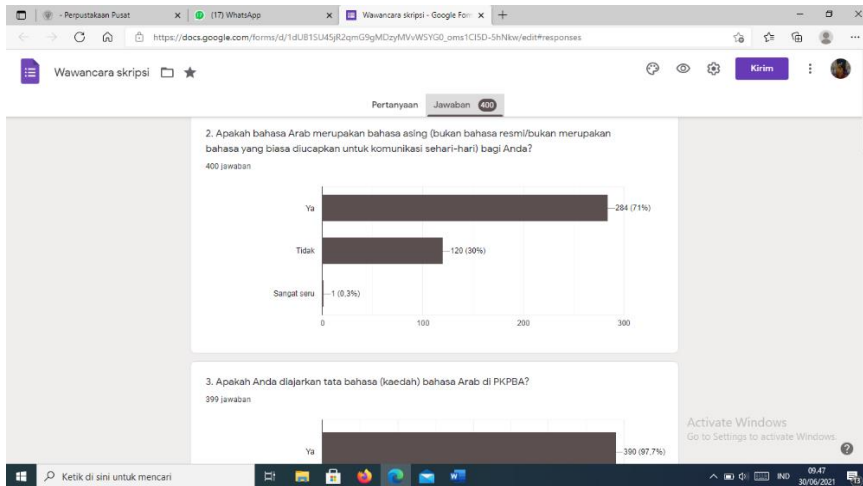 - Perpustakaan Pusat
(17) WhatsApp
Wawancara skripsi - Google Form
https://docs.google.com/forms/d/1dUB1SU45jR2qmG9gMDzyMVvWSYG0_oms1CI5D-5hNkw/edit#responses
Wawancara skripsi
Kirim
Pertanyaan Jawaban 400
2. Apakah bahasa Arab merupakan bahasa asing (bukan bahasa resmi/bukan merupakan
bahasa yang biasa diucapkan untuk komunikasi sehari-hari) bagi Anda?
400 jawaban
Ya
284 (71%)
Tidak
120 (30%)
Sangat seru
1 (0,3%)
0 100 200 300
3. Apakah Anda diajarkan tata bahasa (kaedah) bahasa Arab di PKPBA?
399 jawaban
Ya
390 (97,7%)
Activate Windows
Go to Settings to activate Windows.
Ketik di sini untuk mencari
IND
09.47
30/06/2021